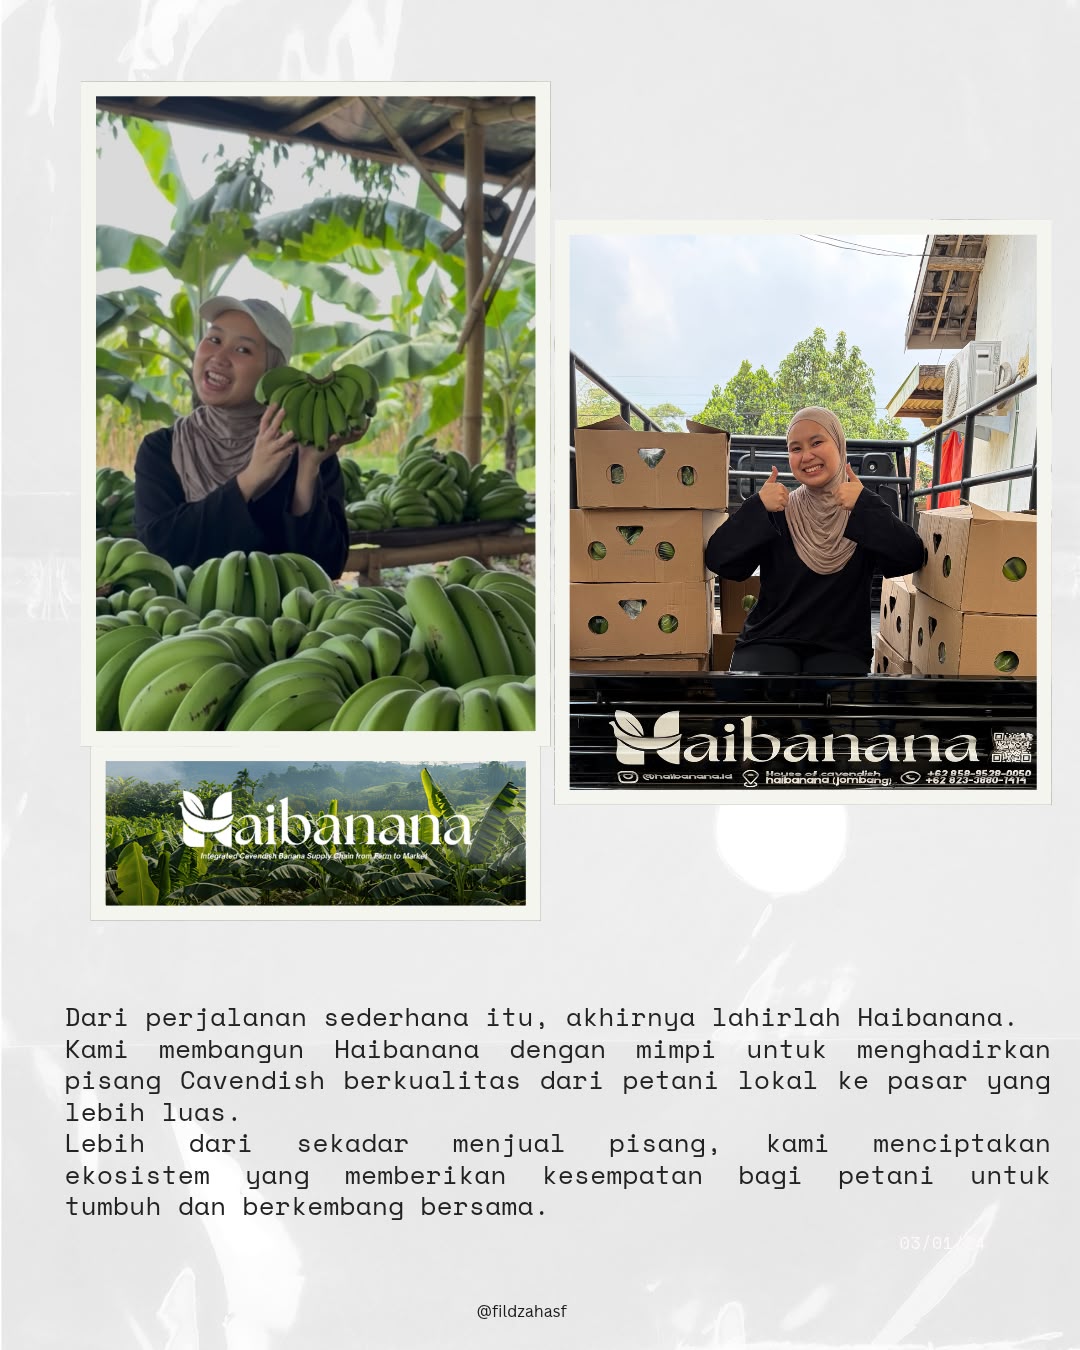 Haibanana
@haibanana.id
House of cavendish
haibanana (jombang)
+62 858-9528-0050
+62 823-3880-1414
Haibanana
Integrated Cavendish Banana Supply Chain from Farm to Market
Dari perjalanan sederhana itu, akhirnya lahirlah Haibanana.
Kami membangun Haibanana dengan mimpi untuk menghadirkan
pisang Cavendish berkualitas dari petani lokal ke pasar yang
lebih luas.
Lebih dari sekadar menjual pisang, kami menciptakan
ekosistem yang memberikan kesempatan bagi petani untuk
tumbuh dan berkembang bersama.
@fildzahasf